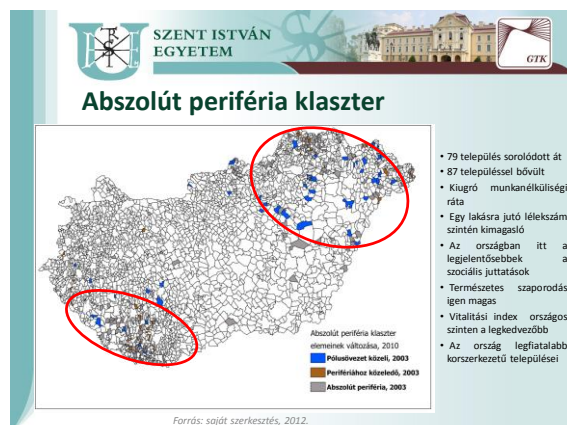 SZENT ISTVÁN
EGYETEM
GTK
Abszolút periféria klaszter
• 79 település sorolódott át
• 87 településsel bővült
• Kiugró munkanélküliségi
ráta
• Egy lakásra jutó lélekszám
szintén kimagasló
• Az országban itt a
legjelentősebbek a
szociális juttatások
• Természetes szaporodás
igen magas
• Vitalitási index országos
szinten a legkedvezőbb
• Az ország legfiatalabb
korszerkezetű települései
Abszolút periféria klaszter
elemeinek változása, 2010
Pólusövezet közeli, 2003
Perifériához közeledő, 2003
Abszolút periféria, 2003
Forrás: saját szerkesztés, 2012.